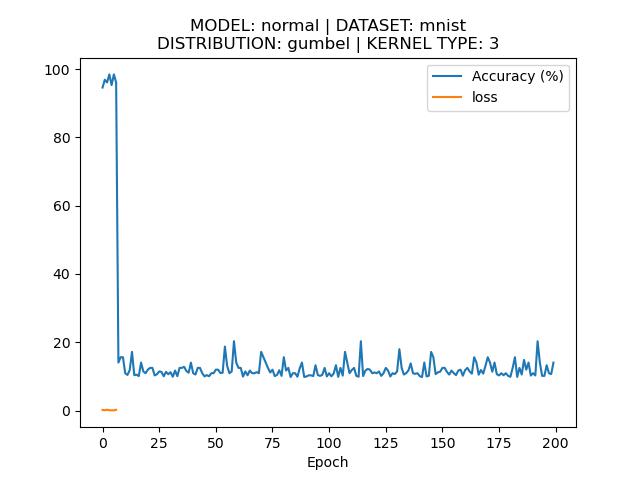 MODEL: normal | DATASET: mnist
DISTRIBUTION: gumbel | KERNEL TYPE: 3
Accuracy (%)
loss
100
80
60
40
20
0
0 25 50 75 100 125 150 175 200
Epoch